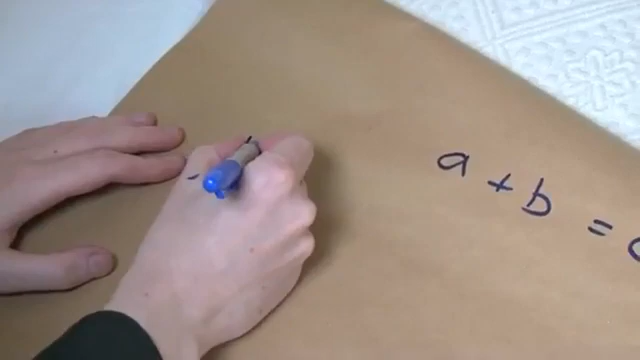 a + b =